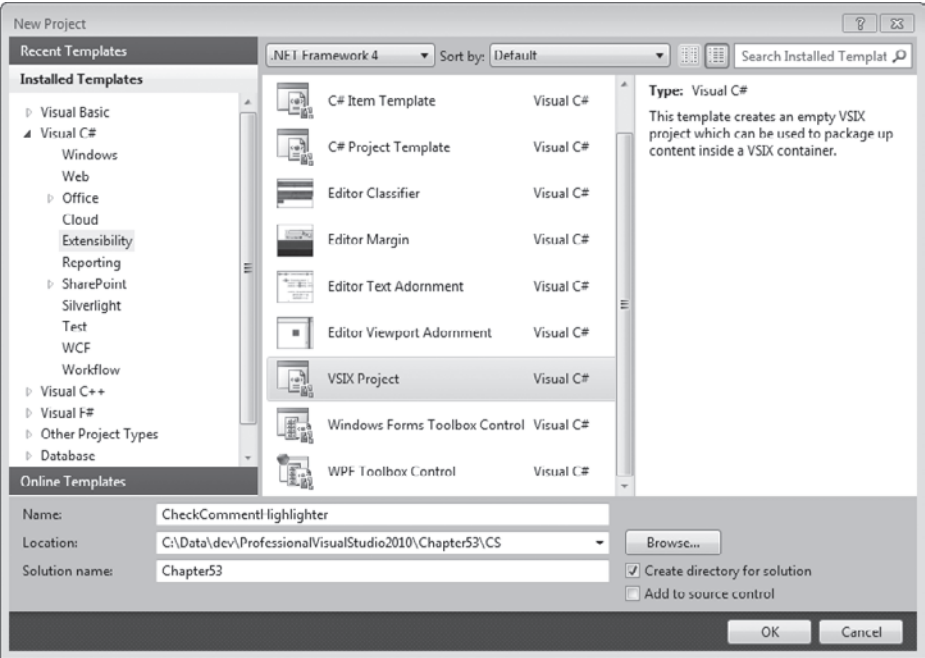 New Project
Recent Templates
.NET Framework 4
Sort by:
Default
Search Installed Templat
Installed Templates
Visual Basic
Visual C#
Windows
Web
Office
Cloud
Extensibility
Reporting
SharePoint
Silverlight
Test
WCF
Workflow
Visual C++
Visual F#
Other Project Types
Database
Online Templates
C# Item Template Visual C#
C# Project Template Visual C#
Editor Classifier Visual C#
Editor Margin Visual C#
Editor Text Adornment Visual C#
Editor Viewport Adornment Visual C#
VSIX Project Visual C#
Windows Forms Toolbox Control Visual C#
WPF Toolbox Control Visual C#
Type: Visual C#
This template creates an empty VSIX
project which can be used to package up
content inside a VSIX container.
Name: CheckCommentHighlighter
Location: C:\Data\dev\ProfessionalVisualStudio2010\Chapter53\CS
Browse...
Solution name: Chapter53
Create directory for solution
Add to source control
OK
Cancel